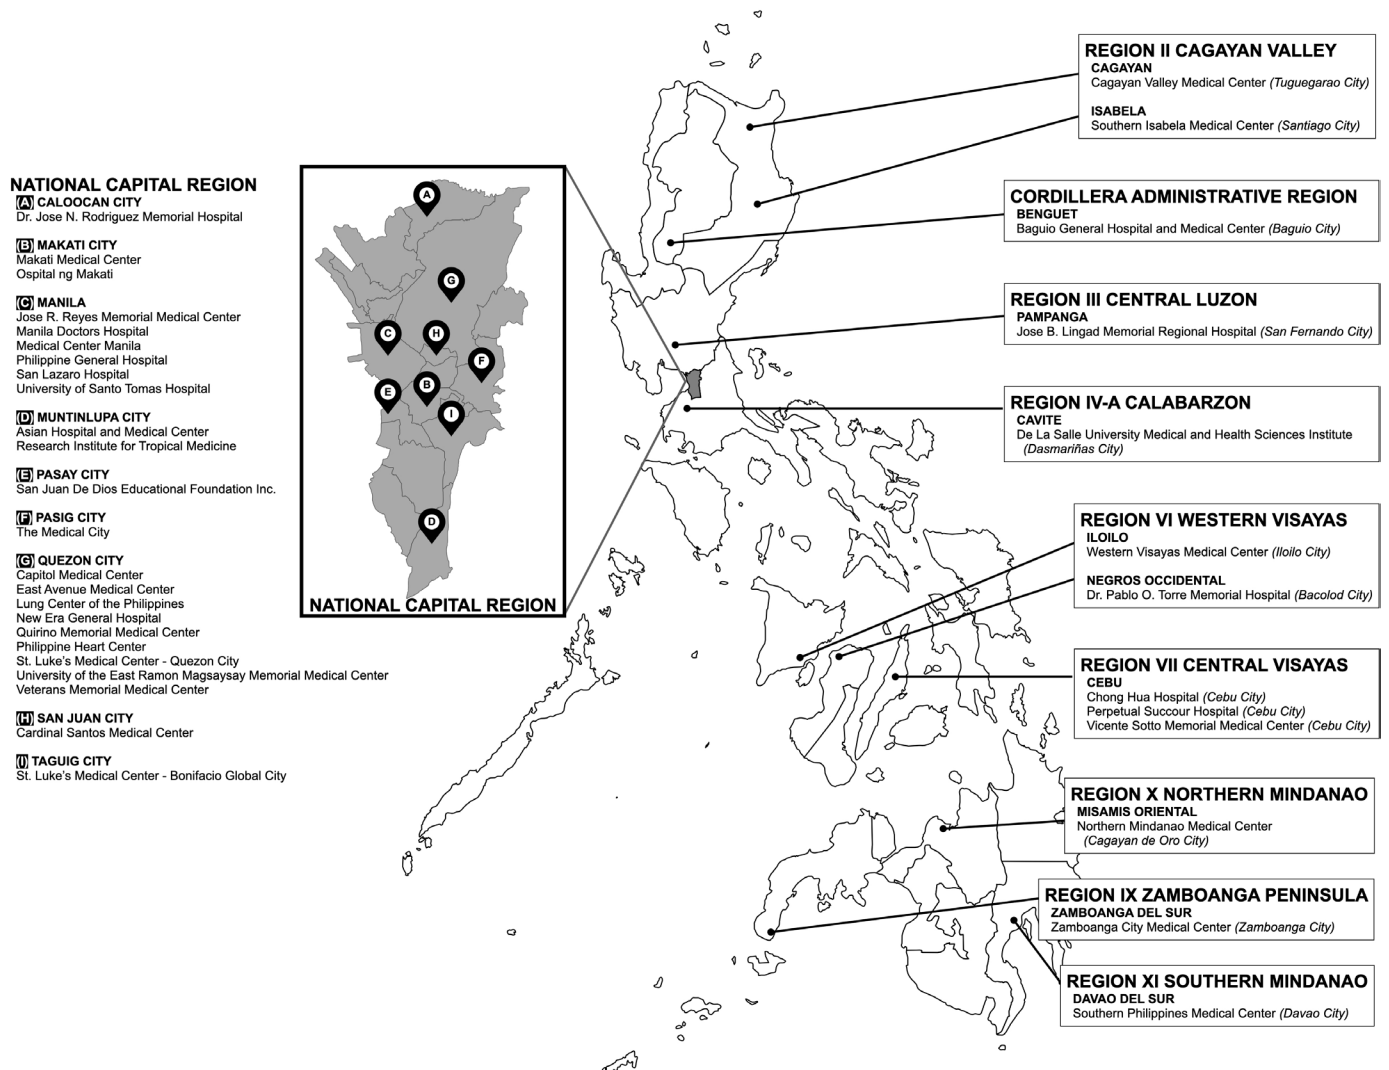 NATIONAL CAPITAL REGION
(A) CALOOCAN CITY
Dr. Jose N. Rodriguez Memorial Hospital
(B) MAKATI CITY
Makati Medical Center
Ospital ng Makati
(C) MANILA
Jose R. Reyes Memorial Medical Center
Manila Doctors Hospital
Medical Center Manila
Philippine General Hospital
San Lazaro Hospital
University of Santo Tomas Hospital
(D) MUNTINLUPA CITY
Asian Hospital and Medical Center
Research Institute for Tropical Medicine
(E) PASAY CITY
San Juan De Dios Educational Foundation Inc.
(F) PASIG CITY
The Medical City
(G) QUEZON CITY
Capitol Medical Center
East Avenue Medical Center
Lung Center of the Philippines
New Era General Hospital
Quirino Memorial Medical Center
Philippine Heart Center
St. Luke's Medical Center - Quezon City
University of the East Ramon Magsaysay Memorial Medical Center
Veterans Memorial Medical Center
(H) SAN JUAN CITY
Cardinal Santos Medical Center
(I) TAGUIG CITY
St. Luke's Medical Center - Bonifacio Global City
A
G
C
H
F
B
E
I
D
NATIONAL CAPITAL REGION
REGION II CAGAYAN VALLEY
CAGAYAN
Cagayan Valley Medical Center (Tuguegarao City)
ISABELA
Southern Isabela Medical Center (Santiago City)
CORDILLERA ADMINISTRATIVE REGION
BENGUET
Baguio General Hospital and Medical Center (Baguio City)
REGION III CENTRAL LUZON
PAMPANGA
Jose B. Lingad Memorial Regional Hospital (San Fernando City)
REGION IV-A CALABARZON
CAVITE
De La Salle University Medical and Health Sciences Institute
(Dasmariñas City)
REGION VI WESTERN VISAYAS
ILOILO
Western Visayas Medical Center (Iloilo City)
NEGROS OCCIDENTAL
Dr. Pablo O. Torre Memorial Hospital (Bacolod City)
REGION VII CENTRAL VISAYAS
CEBU
Chong Hua Hospital (Cebu City)
Perpetual Succour Hospital (Cebu City)
Vicente Sotto Memorial Medical Center (Cebu City)
REGION X NORTHERN MINDANAO
MISAMIS ORIENTAL
Northern Mindanao Medical Center
(Cagayan de Oro City)
REGION IX ZAMBOANGA PENINSULA
ZAMBOANGA DEL SUR
Zamboanga City Medical Center (Zamboanga City)
REGION XI SOUTHERN MINDANAO
DAVAO DEL SUR
Southern Philippines Medical Center (Davao City)